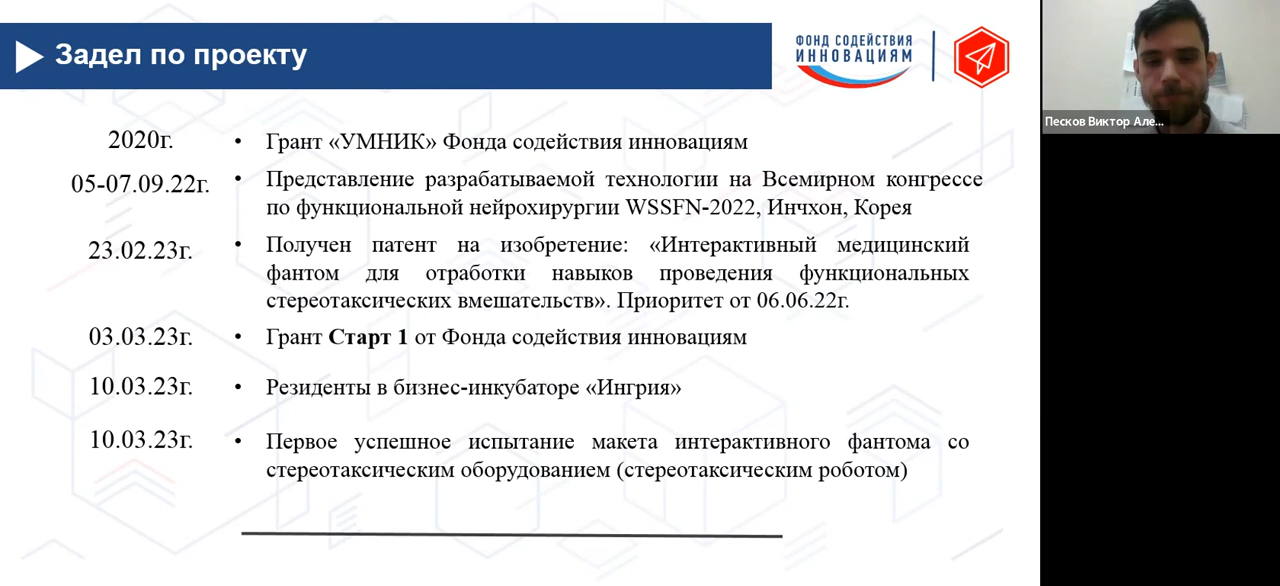 Задел по проекту
ФОНД СОДЕЙСТВИЯ
ИННОВАЦИЯМ
Песков Виктор Але...
2020г.
• Грант «УМНИК» Фонда содействия инновациям
05-07.09.22г.
• Представление разрабатываемой технологии на Всемирном конгрессе
по функциональной нейрохирургии WSSFN-2022, Инчхон, Корея
23.02.23г.
• Получен патент на изобретение: «Интерактивный медицинский
фантом для отработки навыков проведения функциональных
стереотаксических вмешательств». Приоритет от 06.06.22г.
03.03.23г.
• Грант Старт 1 от Фонда содействия инновациям
10.03.23г.
• Резиденты в бизнес-инкубаторе «Ингрия»
10.03.23г.
• Первое успешное испытание макета интерактивного фантома со
стереотаксическим оборудованием (стереотаксическим роботом)